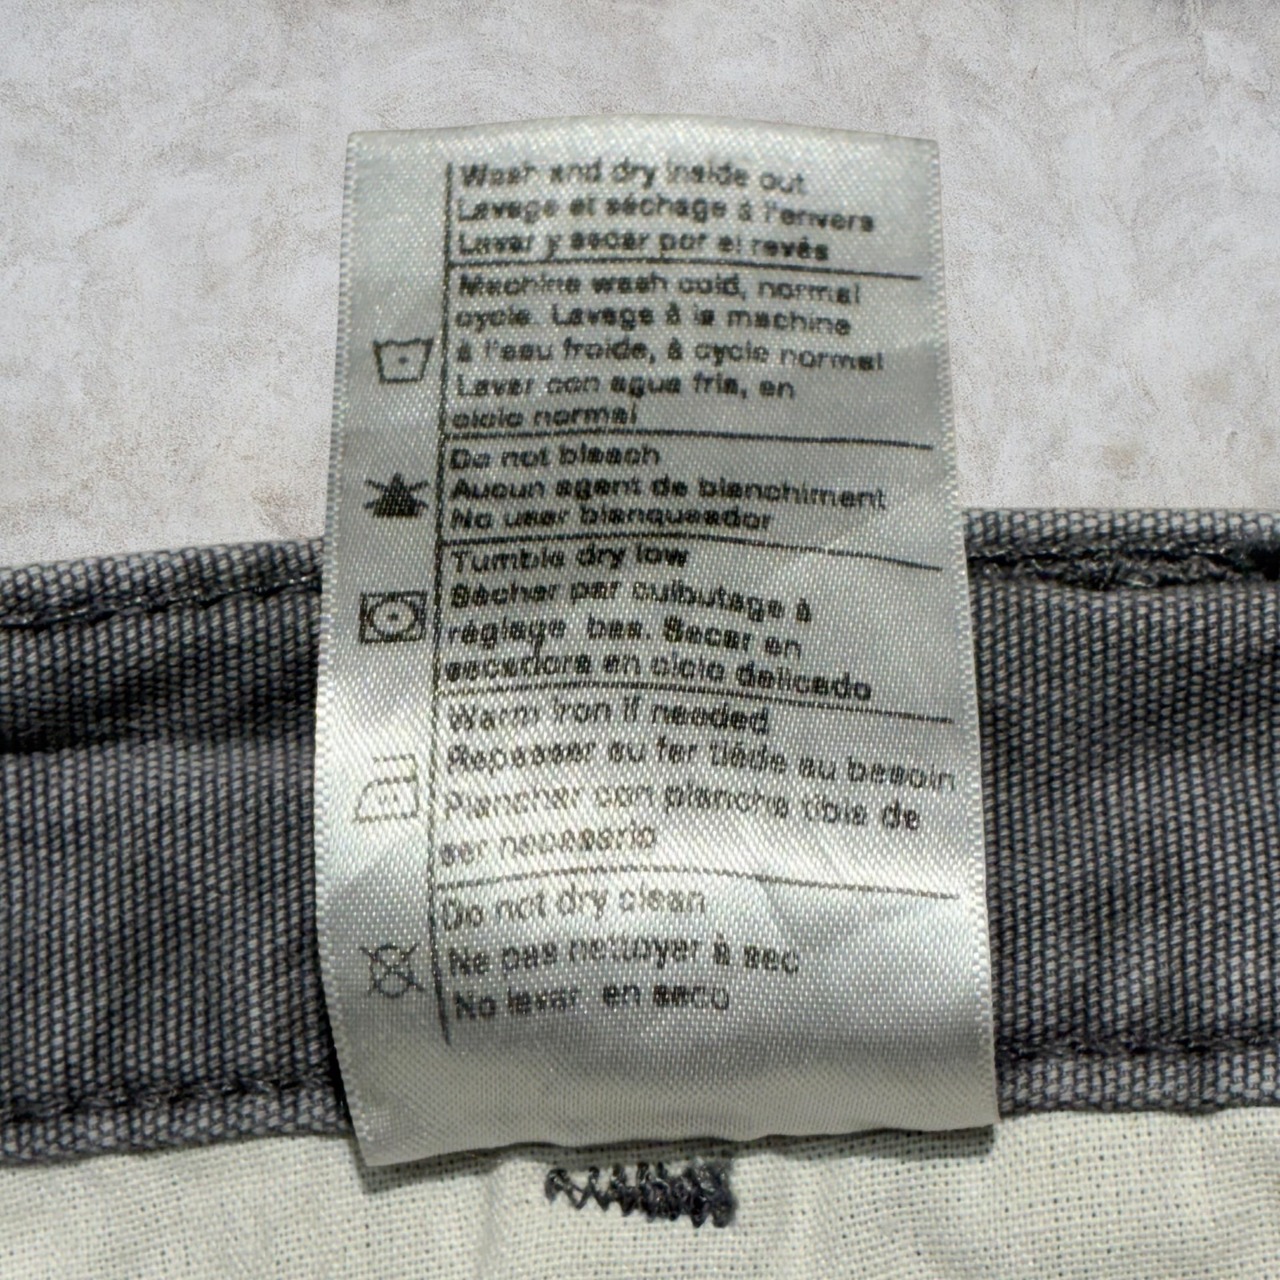 Wash and dry inside out
Lavage et séchage à l'envers
Lavar y secar por el revés
Machine wash cold, normal
cycle. Lavage à la machine
à l'eau froide, à cycle normal
Lavar con agua fria, en
ciclo normal
Do not bleach
Aucun agent de blanchiment
No usar blanqueador
Tumble dry low
Sécher par culbutage à
réglage bas. Secar en
secadora en ciclo delicado
Warm iron if needed
Repasser au fer tiède au besoin
Planchar con plancha tibia de
ser necesario
Do not dry clean
Ne pas nettoyer à sec
No lavar en seco